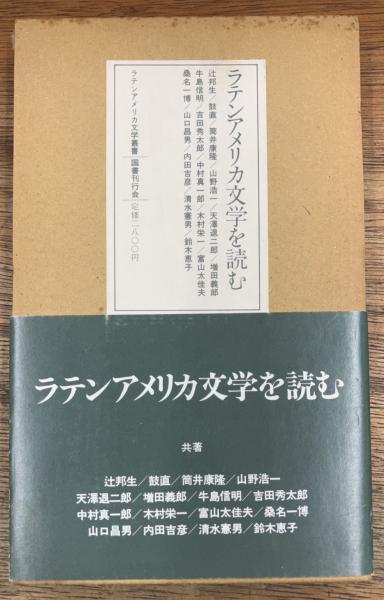 ラテンアメリカ文学を読む
辻邦生/鼓直/筒井康隆/山野浩一/天澤退二郎/増田義郎
牛島信明/吉田秀太郎/中村真一郎/木村栄一/富山太佳夫
桑名一博/山口昌男/内田吉彦/清水憲男/鈴木恵子
ラテンアメリカ文学叢書 国書刊行会 定価一八〇〇円
ラテンアメリカ文学を読む
共著
辻邦生/鼓直/筒井康隆/山野浩一
天澤退二郎/増田義郎/牛島信明/吉田秀太郎
中村真一郎/木村栄一/富山太佳夫/桑名一博
山口昌男/内田吉彦/清水憲男/鈴木恵子